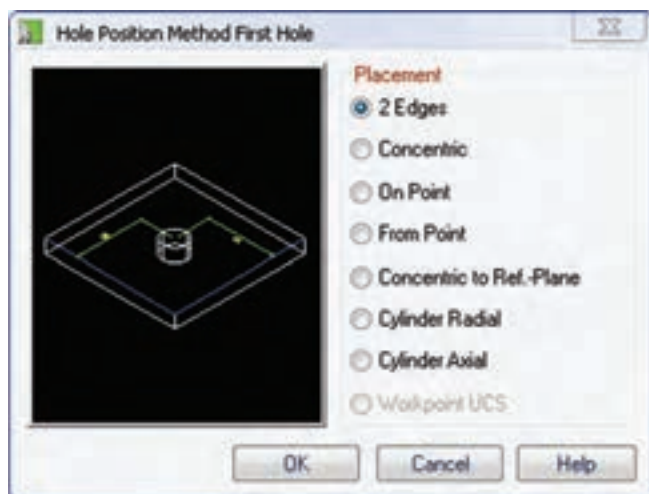 Hole Position Method First Hole
Placement
2 Edges
Concentric
On Point
From Point
Concentric to Ref.-Plane
Cylinder Radial
Cylinder Axial
Workpoint UCS
OK
Cancel
Help